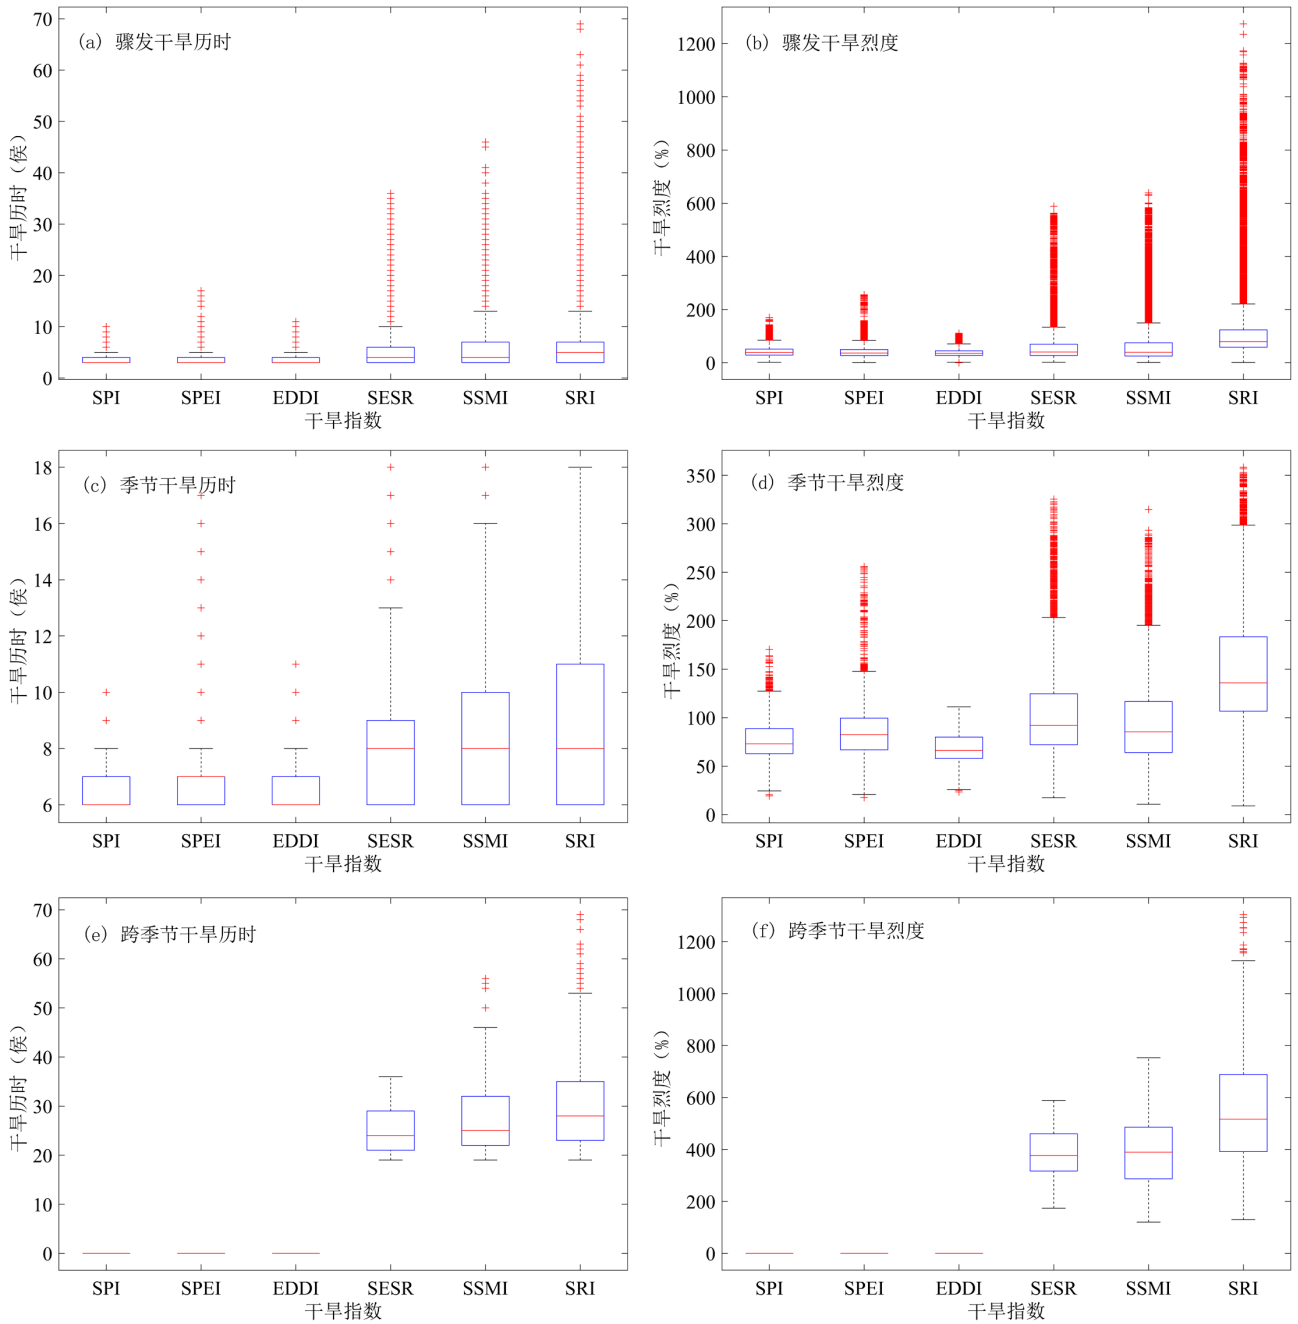 (a) 骤发干旱历时
干旱历时（侯）
70
60
50
40
30
20
10
0
SPI SPEI EDDI SESR SSMI SRI
干旱指数
(b) 骤发干旱烈度
干旱烈度（%）
1200
1000
800
600
400
200
0
SPI SPEI EDDI SESR SSMI SRI
干旱指数
(c) 季节干旱历时
干旱历时（侯）
18
16
14
12
10
8
6
SPI SPEI EDDI SESR SSMI SRI
干旱指数
(d) 季节干旱烈度
干旱烈度（%）
350
300
250
200
150
100
50
0
SPI SPEI EDDI SESR SSMI SRI
干旱指数
(e) 跨季节干旱历时
干旱历时（侯）
70
60
50
40
30
20
10
0
SPI SPEI EDDI SESR SSMI SRI
干旱指数
(f) 跨季节干旱烈度
干旱烈度（%）
1200
1000
800
600
400
200
0
SPI SPEI EDDI SESR SSMI SRI
干旱指数